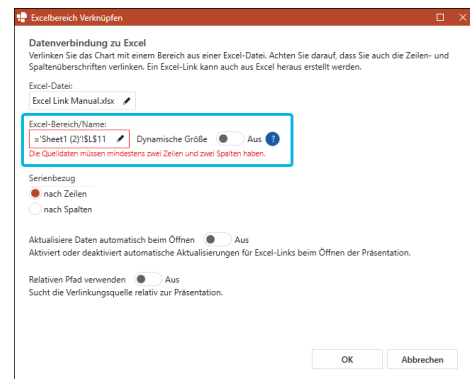 Excelbereich Verknüpfen
Datenverbindung zu Excel
Verlinken Sie das Chart mit einem Bereich aus einer Excel-Datei. Achten Sie darauf, dass Sie auch die Zeilen- und
Spaltenüberschriften verlinken. Ein Excel-Link kann auch aus Excel heraus erstellt werden.
Excel-Datei:
Excel Link Manual.xlsx
Excel-Bereich/Name:
='Sheet1 (2)'!$L$11 Dynamische Größe Aus ?
Die Quelldaten müssen mindestens zwei Zeilen und zwei Spalten haben.
Serienbezug
nach Zeilen
nach Spalten
Aktualisiere Daten automatisch beim Öffnen Aus
Aktiviert oder deaktiviert automatische Aktualisierungen für Excel-Links beim Öffnen der Präsentation.
Relativen Pfad verwenden Aus
Sucht die Verlinkungsquelle relativ zur Präsentation.
OK Abbrechen